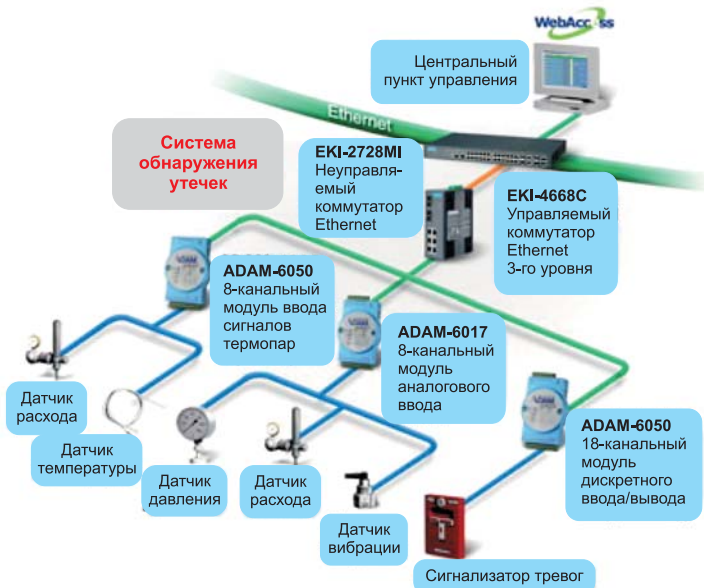 WebAccess
Центральный
пункт управления
Ethernet
Система
обнаружения
утечек
EKI-2728MI
Неуправля-
емый
коммутатор
Ethernet
EKI-4668C
Управляемый
коммутатор
Ethernet
3-го уровня
ADAM-6050
8-канальный
модуль ввода
сигналов
термопар
ADAM
ADAM-6017
8-канальный
модуль
аналогового
ввода
ADAM
ADAM-6050
18-канальный
модуль
дискретного
ввода/вывода
ADAM
Датчик
расхода
Датчик
температуры
Датчик
давления
Датчик
расхода
Датчик
вибрации
Сигнализатор тревог